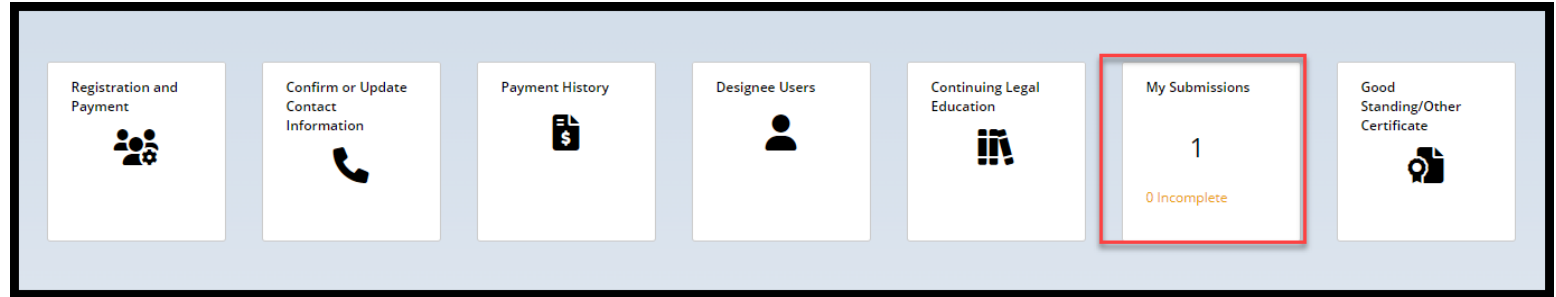 Registration and
Payment
Confirm or Update
Contact
Information
Payment History
$
Designee Users
Continuing Legal
Education
My Submissions
1
0 Incomplete
Good
Standing/Other
Certificate